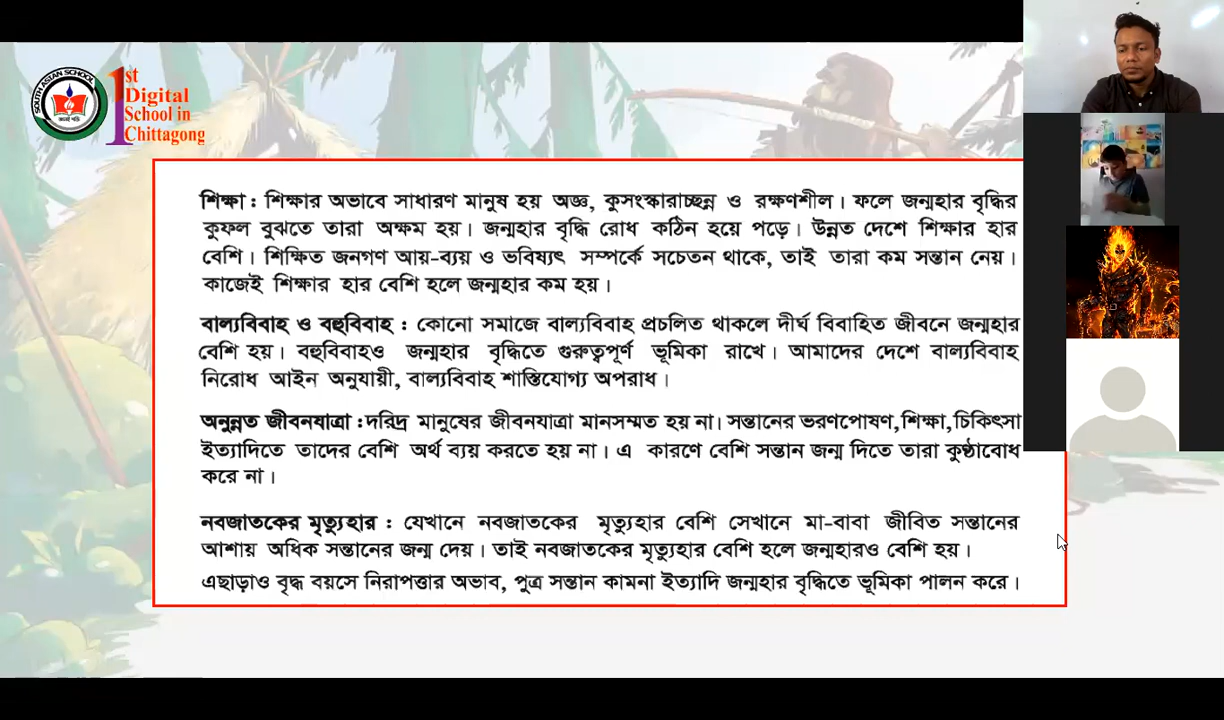 SOUTH ASIAN SCHOOL
1st
Digital
School in
Chittagong
শিক্ষা : শিক্ষার অভাবে সাধারণ মানুষ হয় অজ্ঞ, কুসংস্কারাচ্ছন্ন ও রক্ষণশীল। ফলে জন্মহার বৃদ্ধির
কুফল বুঝতে তারা অক্ষম হয়। জন্মহার বৃদ্ধি রোধ কঠিন হয়ে পড়ে। উন্নত দেশে শিক্ষার হার
বেশি। শিক্ষিত জনগণ আয়-ব্যয় ও ভবিষ্যৎ সম্পর্কে সচেতন থাকে, তাই তারা কম সন্তান নেয়।
কাজেই শিক্ষার হার বেশি হলে জন্মহার কম হয়।
বাল্যবিবাহ ও বহুবিবাহ : কোনো সমাজে বাল্যবিবাহ প্রচলিত থাকলে দীর্ঘ বিবাহিত জীবনে জন্মহার
বেশি হয়। বহুবিবাহও জন্মহার বৃদ্ধিতে গুরুত্বপূর্ণ ভূমিকা রাখে। আমাদের দেশে বাল্যবিবাহ
নিরোধ আইন অনুযায়ী, বাল্যবিবাহ শাস্তিযোগ্য অপরাধ।
অনুন্নত জীবনযাত্রা :দরিদ্র মানুষের জীবনযাত্রা মানসম্মত হয় না। সন্তানের ভরণপোষণ,শিক্ষা,চিকিৎসা
ইত্যাদিতে তাদের বেশি অর্থ ব্যয় করতে হয় না। এ কারণে বেশি সন্তান জন্ম দিতে তারা কুণ্ঠাবোধ
করে না।
নবজাতকের মৃত্যুহার : যেখানে নবজাতকের মৃত্যুহার বেশি সেখানে মা-বাবা জীবিত সন্তানের
আশায় অধিক সন্তানের জন্ম দেয়। তাই নবজাতকের মৃত্যুহার বেশি হলে জন্মহারও বেশি হয়।
এছাড়াও বৃদ্ধ বয়সে নিরাপত্তার অভাব, পুত্র সন্তান কামনা ইত্যাদি জন্মহার বৃদ্ধিতে ভূমিকা পালন করে।